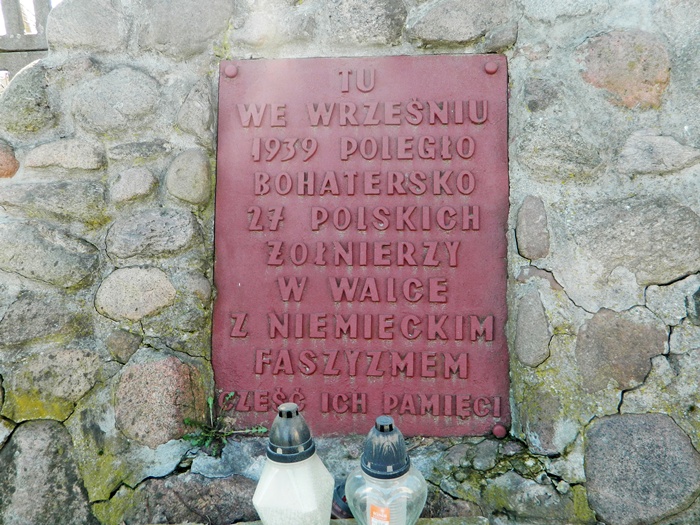 TU
WE WRZEŚNIU
1939 POLEGŁO
BOHATERSKO
27 POLSKICH
ŻOŁNIERZY
W WALCE
Z NIEMIECKIM
FASZYZMEM
CZEŚĆ ICH PAMIĘCI